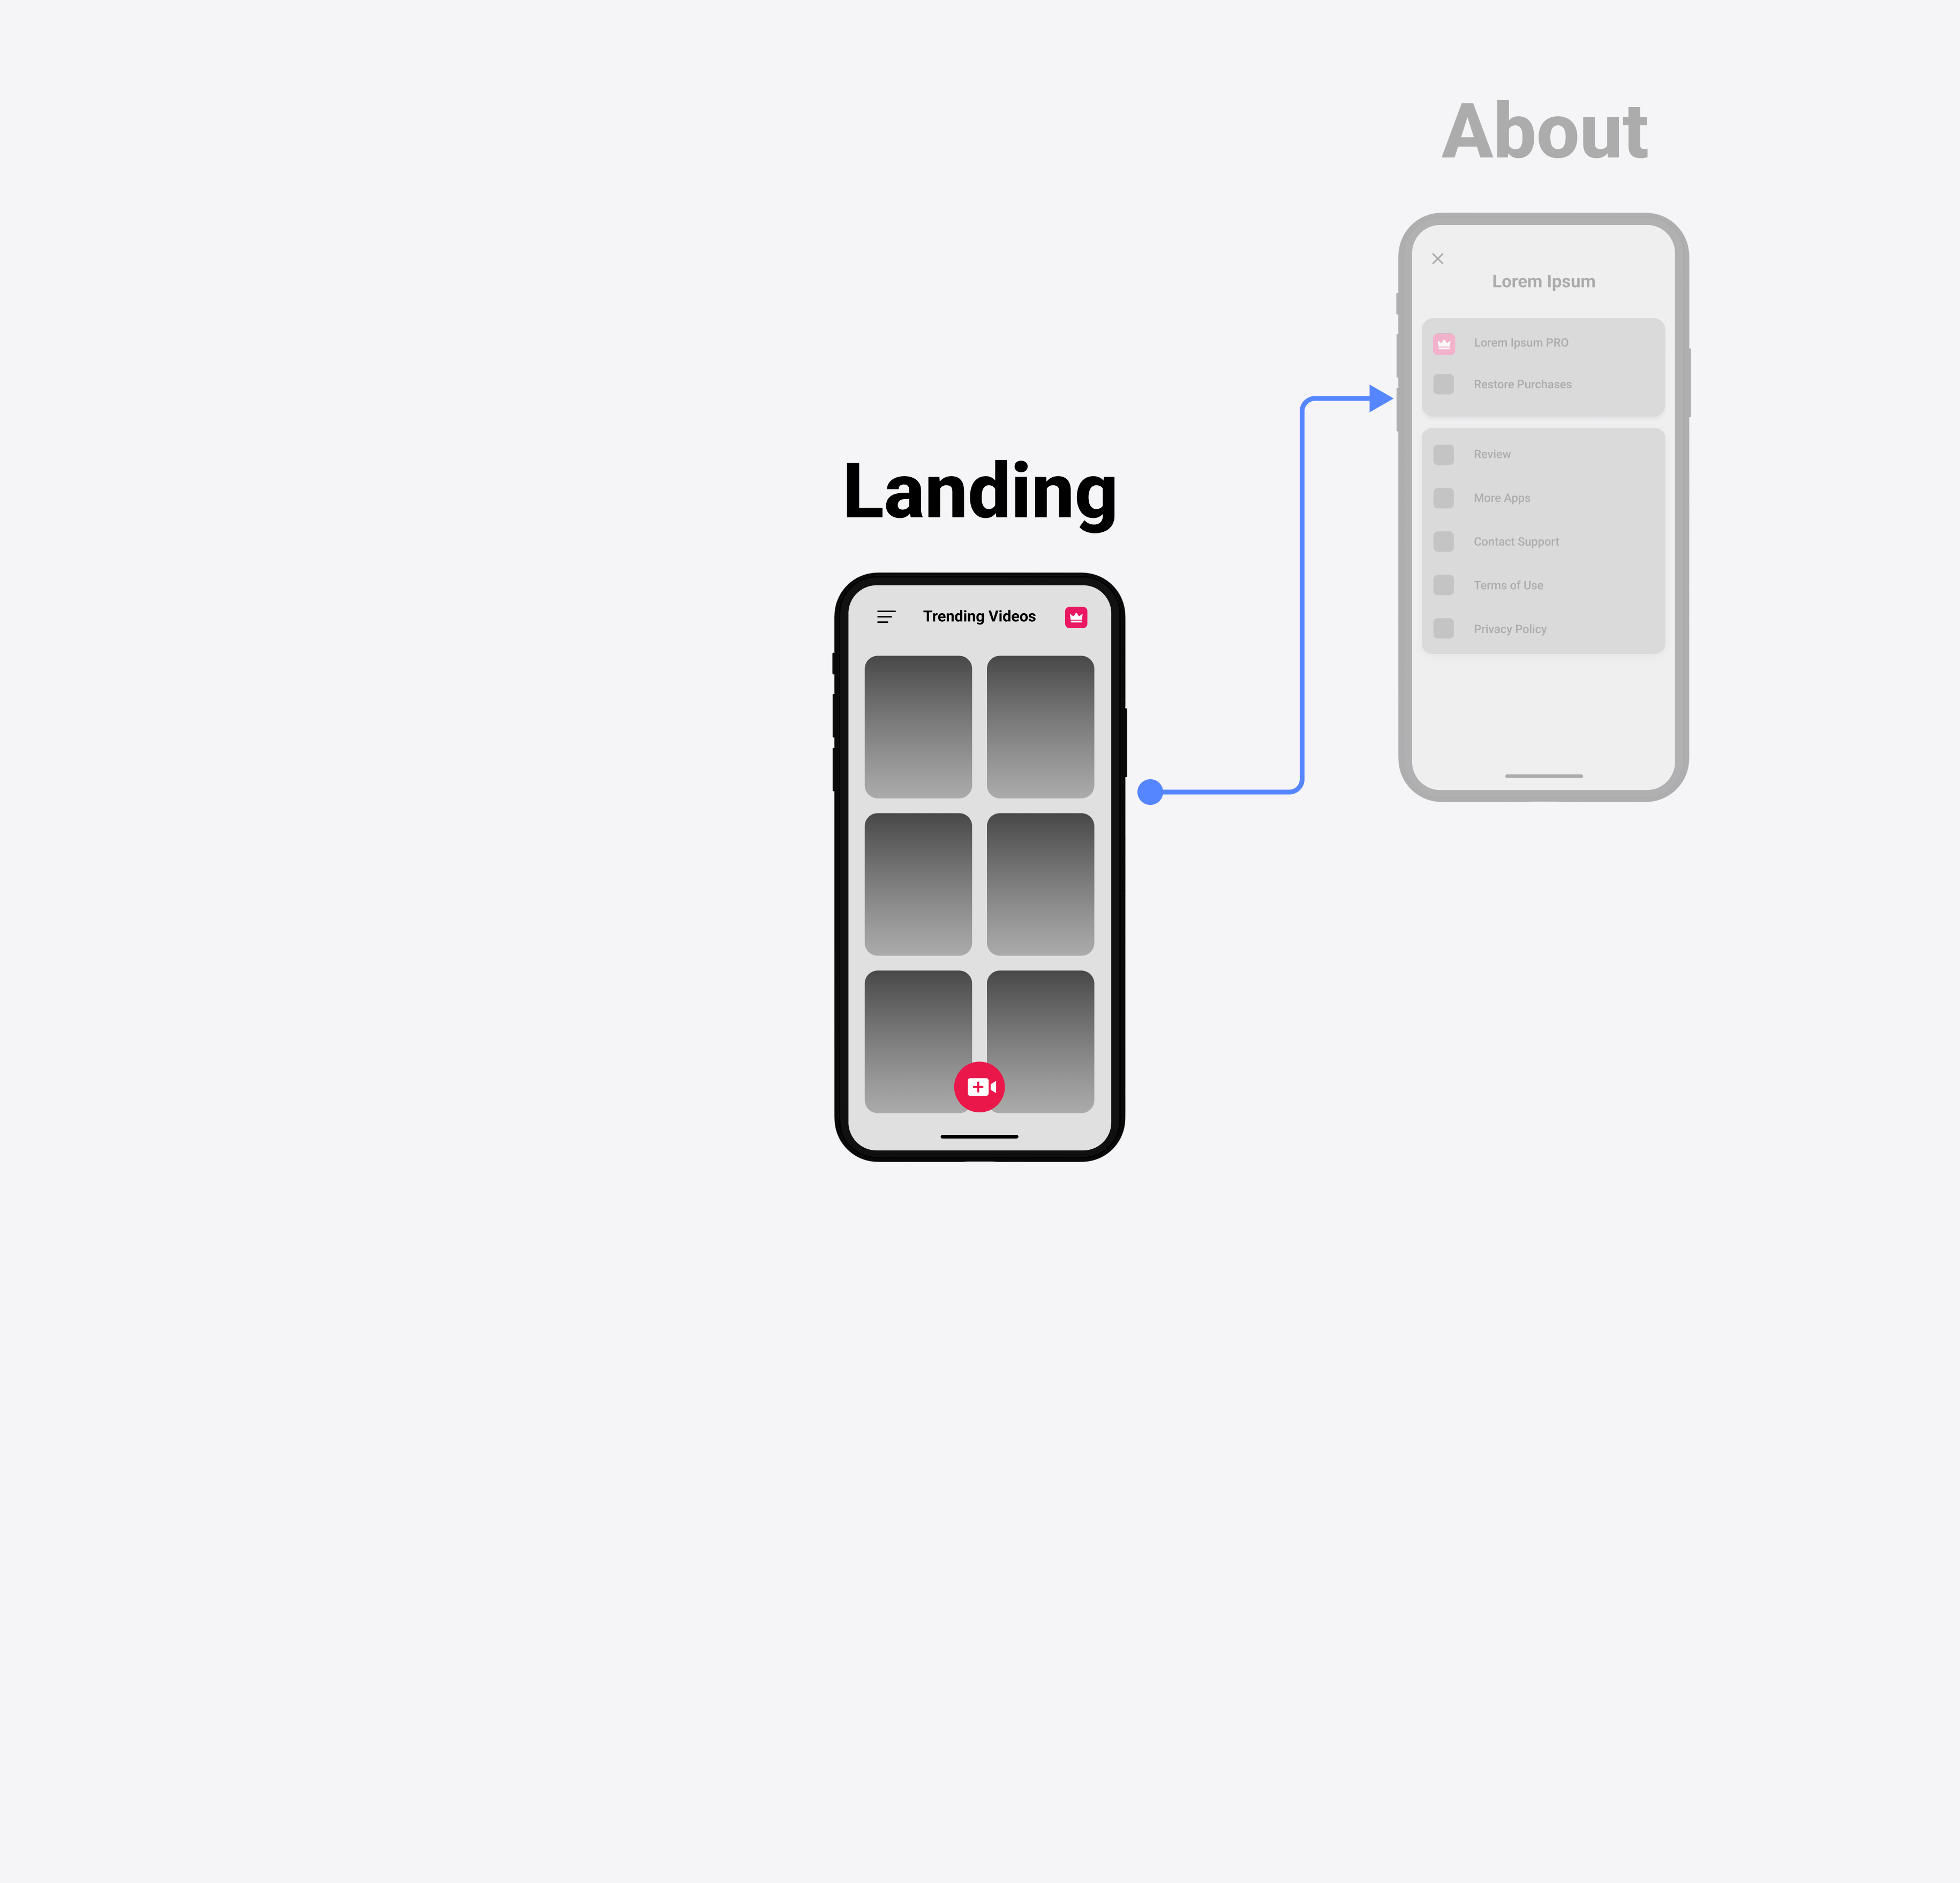 About
Lorem Ipsum
Lorem Ipsum PRO
Restore Purchases
Review
More Apps
Contact Support
Terms of Use
Privacy Policy
Landing
Trending Videos